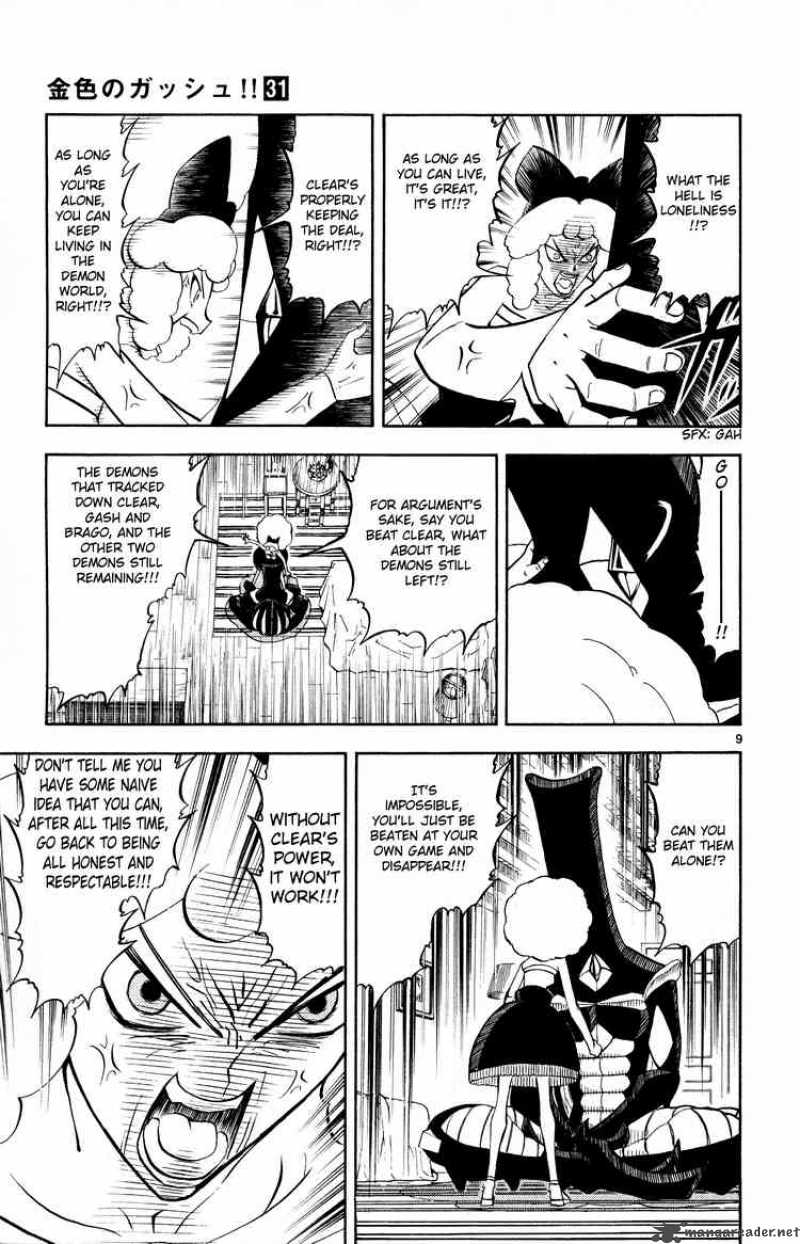 金色のガッシュ!! 31
WHAT THE
HELL IS
LONELINESS
!!?
AS LONG AS
YOU CAN LIVE,
IT'S GREAT,
IS IT!!?
SFX: GAH
CLEAR'S
PROPERLY
KEEPING
THE DEAL,
RIGHT!!?
AS LONG
AS
YOU'RE
ALONE,
YOU CAN
KEEP
LIVING IN
THE
DEMON
WORLD,
RIGHT!!?
GO—!!
FOR ARGUMENT'S
SAKE, SAY YOU
BEAT CLEAR, WHAT
ABOUT THE
DEMONS STILL
LEFT!?
THE DEMONS
THAT TRACKED
DOWN CLEAR,
GASH AND
BRAGO, AND THE
OTHER TWO
DEMONS STILL
REMAINING!!!
9
CAN YOU
BEAT THEM
ALONE!?
IT'S
IMPOSSIBLE,
YOU'LL JUST BE
BEATEN AT YOUR
OWN GAME AND
DISAPPEAR!!!
WITHOUT
CLEAR'S
POWER,
IT WON'T
WORK!!!
DON'T TELL ME YOU
HAVE SOME NAIVE
IDEA THAT YOU CAN,
AFTER ALL THIS TIME,
GO BACK TO BEING
ALL HONEST AND
RESPECTABLE!!!
mangareader.net